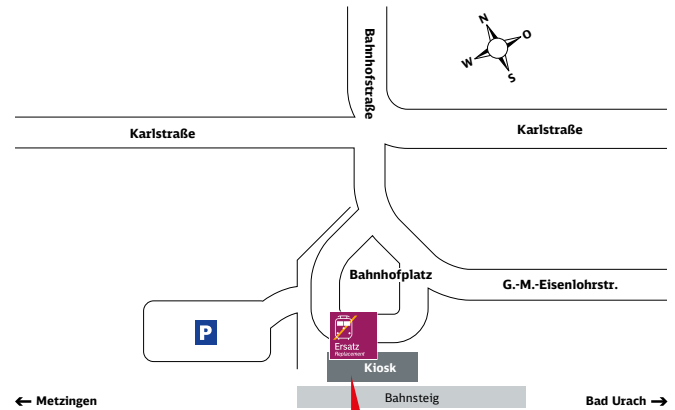 N
O
W
S
Bahnhofstraße
Karlstraße
Karlstraße
Bahnhofplatz
G.-M.-Eisenlohrstr.
P
Ersatz
Replacement
Kiosk
Bahnsteig
← Metzingen
Bad Urach →